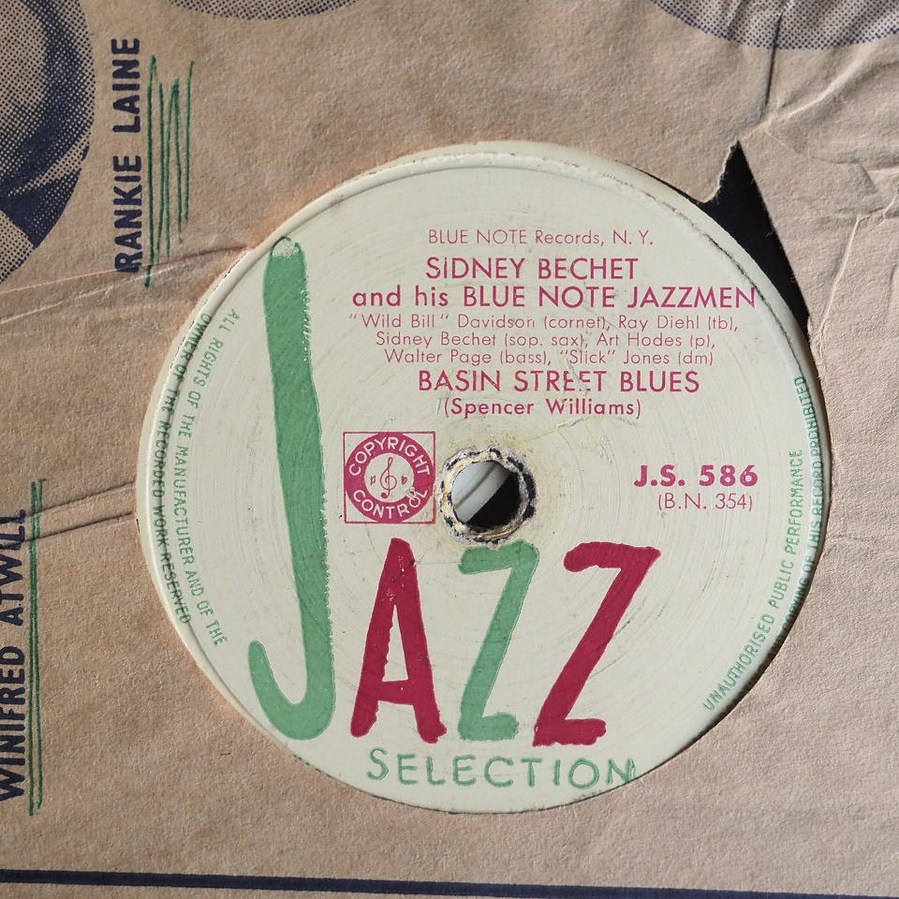 RANKIE LAINE
WINIFRED ATWELL
BLUE NOTE Records, N. Y.
SIDNEY BECHET
and his BLUE NOTE JAZZMEN
"Wild Bill" Davidson (cornet), Ray Diehl (tb),
Sidney Bechet (sop. sax), Art Hodes (p),
Walter Page (bass), "Slick" Jones (dm)
BASIN STREET BLUES
(Spencer Williams)
COPYRIGHT
CONTROL
J.S. 586
(B.N. 354)
JAZZ
SELECTION
ALL RIGHTS OF THE MANUFACTURER AND OF THE
OWNER OF THE RECORDED WORK RESERVED
UNAUTHORISED PUBLIC PERFORMANCE
OF THIS RECORD PROHIBITED